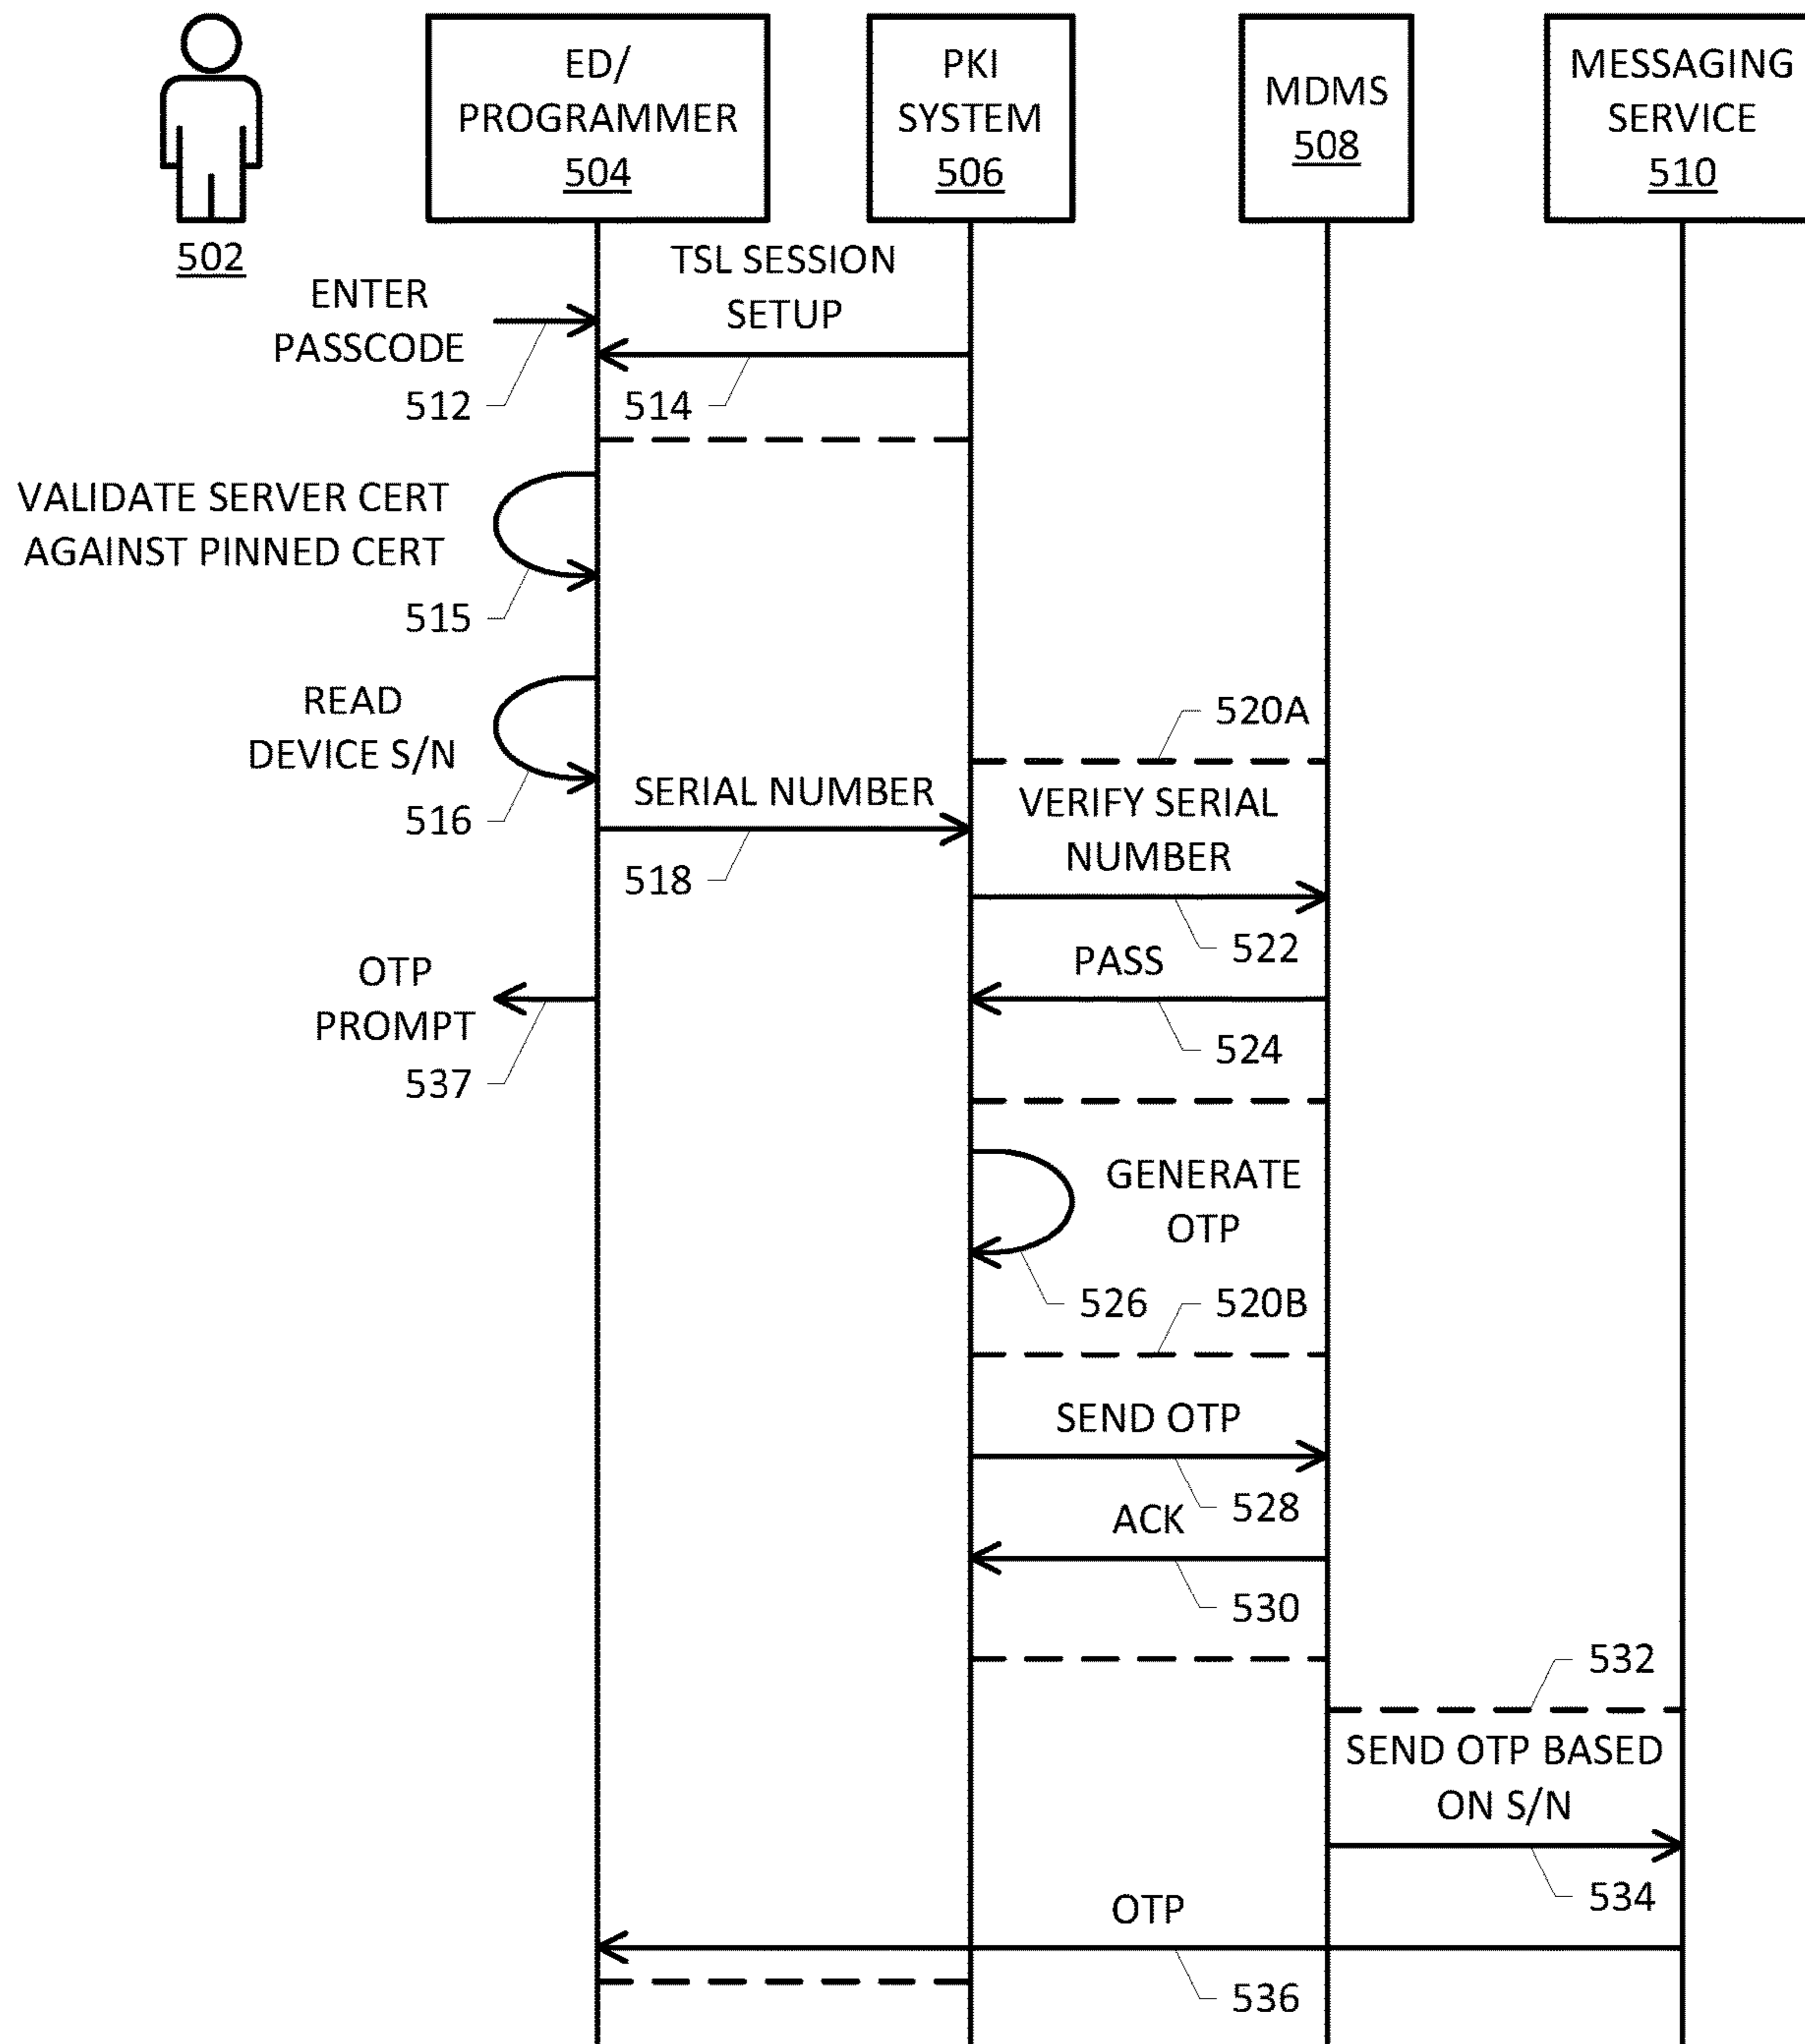 ED/
PROGRAMMER
504
PKI
SYSTEM
506
MDMS
508
MESSAGING
SERVICE
510
502
TSL SESSION
SETUP
ENTER
PASSCODE
512
514
VALIDATE SERVER CERT
AGAINST PINNED CERT
515
READ
DEVICE S/N
516
520A
SERIAL NUMBER
518
VERIFY SERIAL
NUMBER
522
PASS
524
OTP
PROMPT
537
GENERATE
OTP
526
520B
SEND OTP
528
ACK
530
532
SEND OTP BASED
ON S/N
534
OTP
536